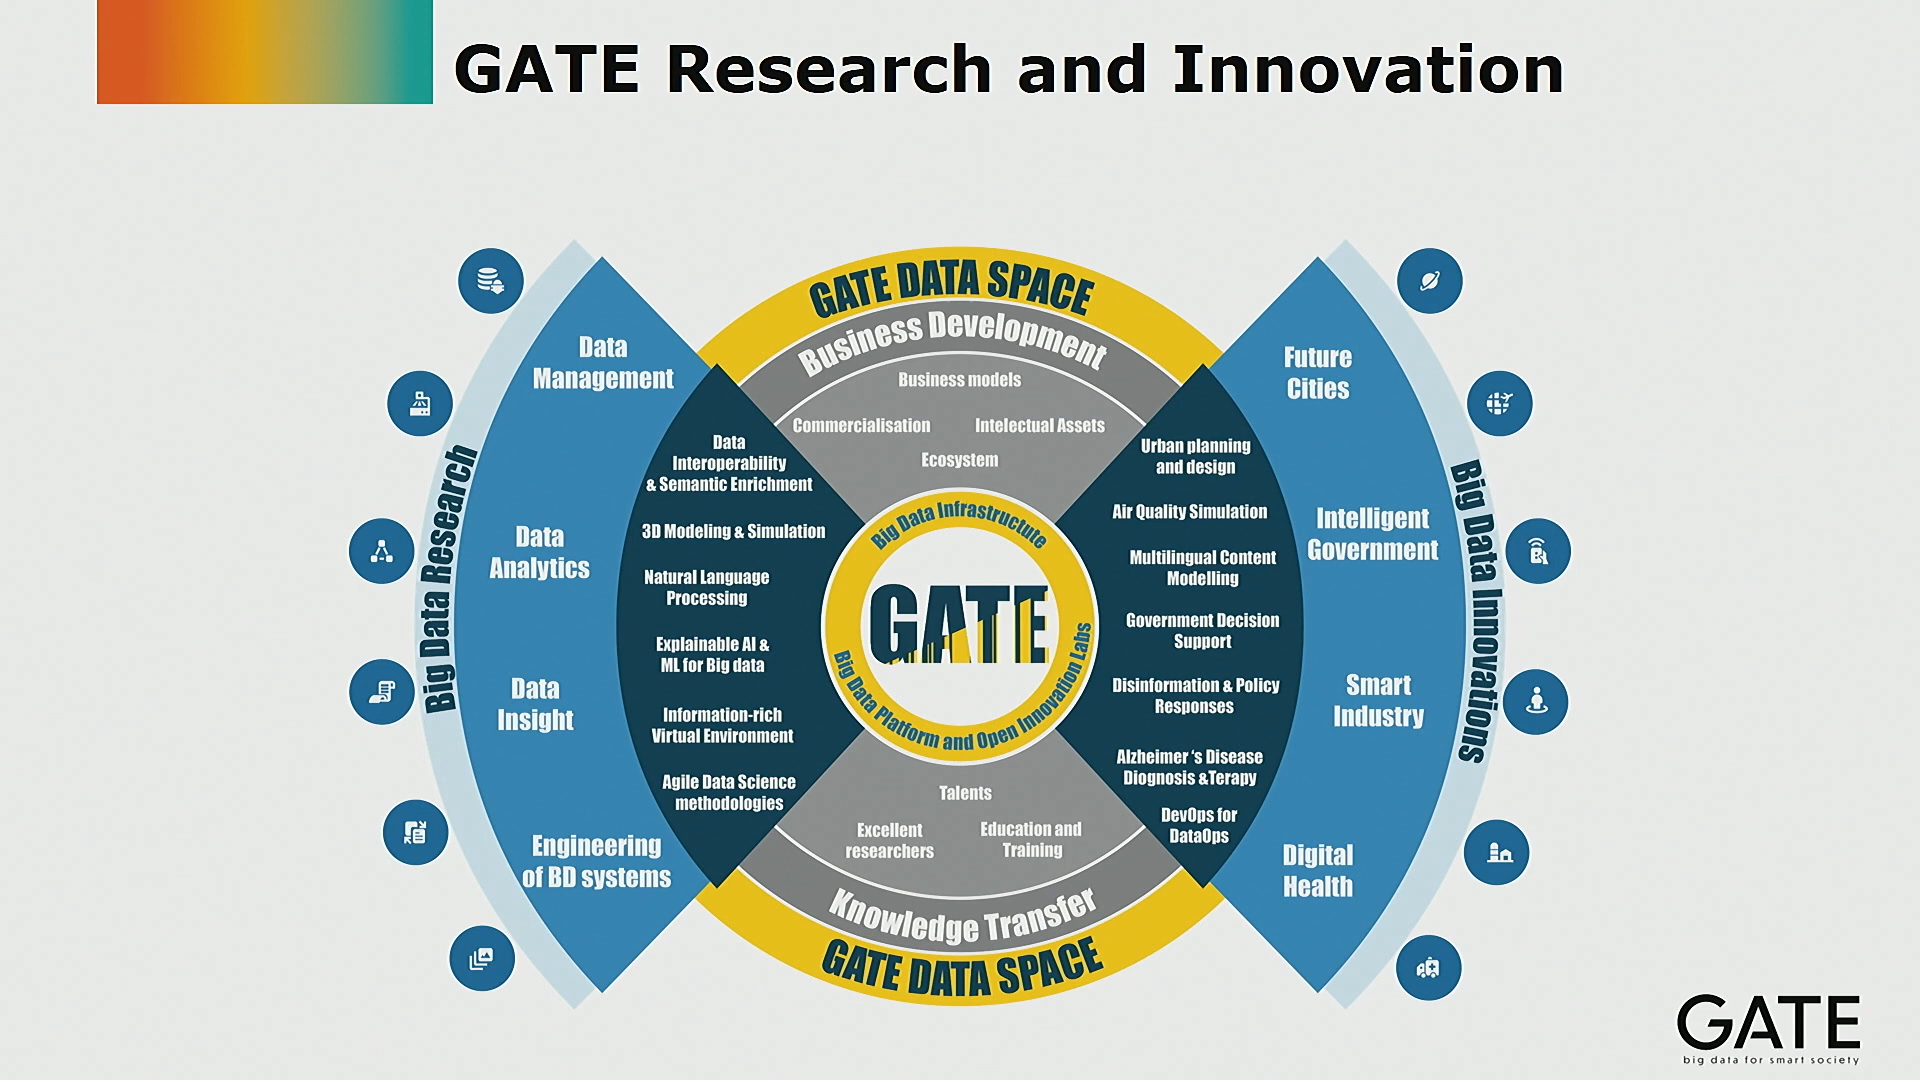 GATE Research and Innovation
GATE DATA SPACE
Business Development
Business models
Commercialisation
Intelectual Assets
Ecosystem
Big Data Research
Data
Management
Data
Analytics
Data
Insight
Engineering
of BD systems
Data
Interoperability
& Semantic Enrichment
3D Modeling & Simulation
Natural Language
Processing
Explainable AI &
ML for Big data
Information-rich
Virtual Environment
Agile Data Science
methodologies
Big Data Infrastructute
GATE
Big Data Platform and Open Innovation Labs
Urban planning
and design
Air Quality Simulation
Multilingual Content
Modelling
Government Decision
Support
Disinformation & Policy
Responses
Alzheimer 's Disease
Diognosis &Terapy
DevOps for
DataOps
Future
Cities
Intelligent
Government
Smart
Industry
Digital
Health
Big Data Innovations
Talents
Excellent
researchers
Education and
Training
Knowledge Transfer
GATE DATA SPACE
GATE
big data for smart society